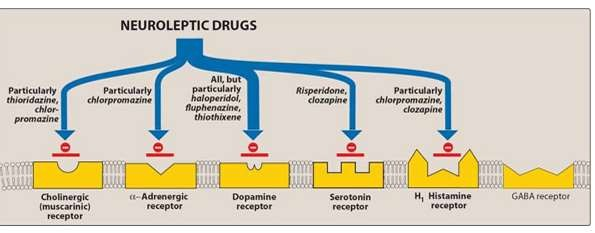 NEUROLEPTIC DRUGS
Particularly
thioridazine,
chlor-
promazine
Particularly
chlorpromazine
All, but
particularly
haloperidol,
fluphenazine,
thiothixene
Risperidone,
clozapine
Particularly
chlorpromazine,
clozapine
Cholinergic
(muscarinic)
receptor
α-Adrenergic
receptor
Dopamine
receptor
Serotonin
receptor
H₁ Histamine
receptor
GABA receptor